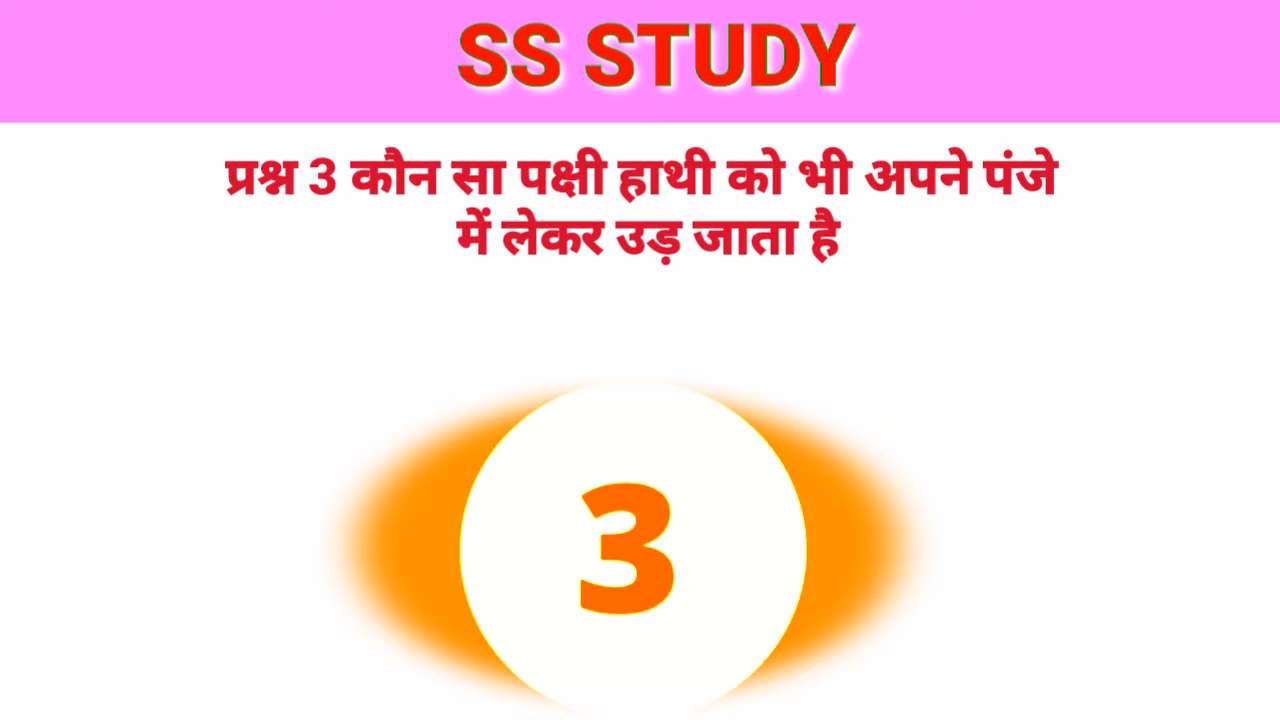 SS STUDY
प्रश्न 3 कौन सा पक्षी हाथी को भी अपने पंजे
में लेकर उड़ जाता है
3